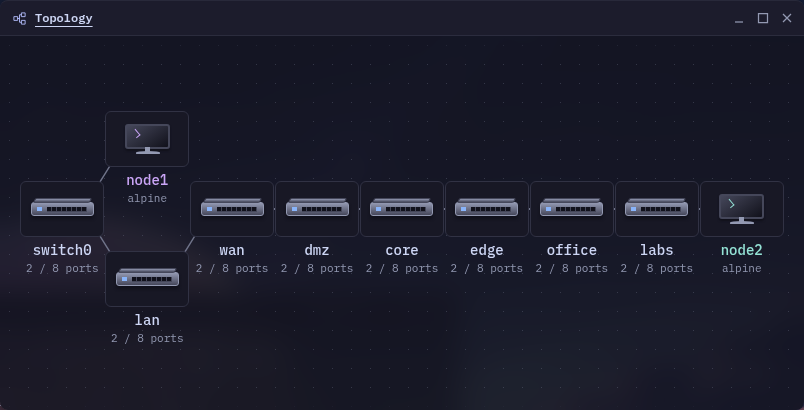 Topology
node1
alpine
switch0
2 / 8 ports
lan
2 / 8 ports
wan
2 / 8 ports
dmz
2 / 8 ports
core
2 / 8 ports
edge
2 / 8 ports
office
2 / 8 ports
labs
2 / 8 ports
node2
alpine